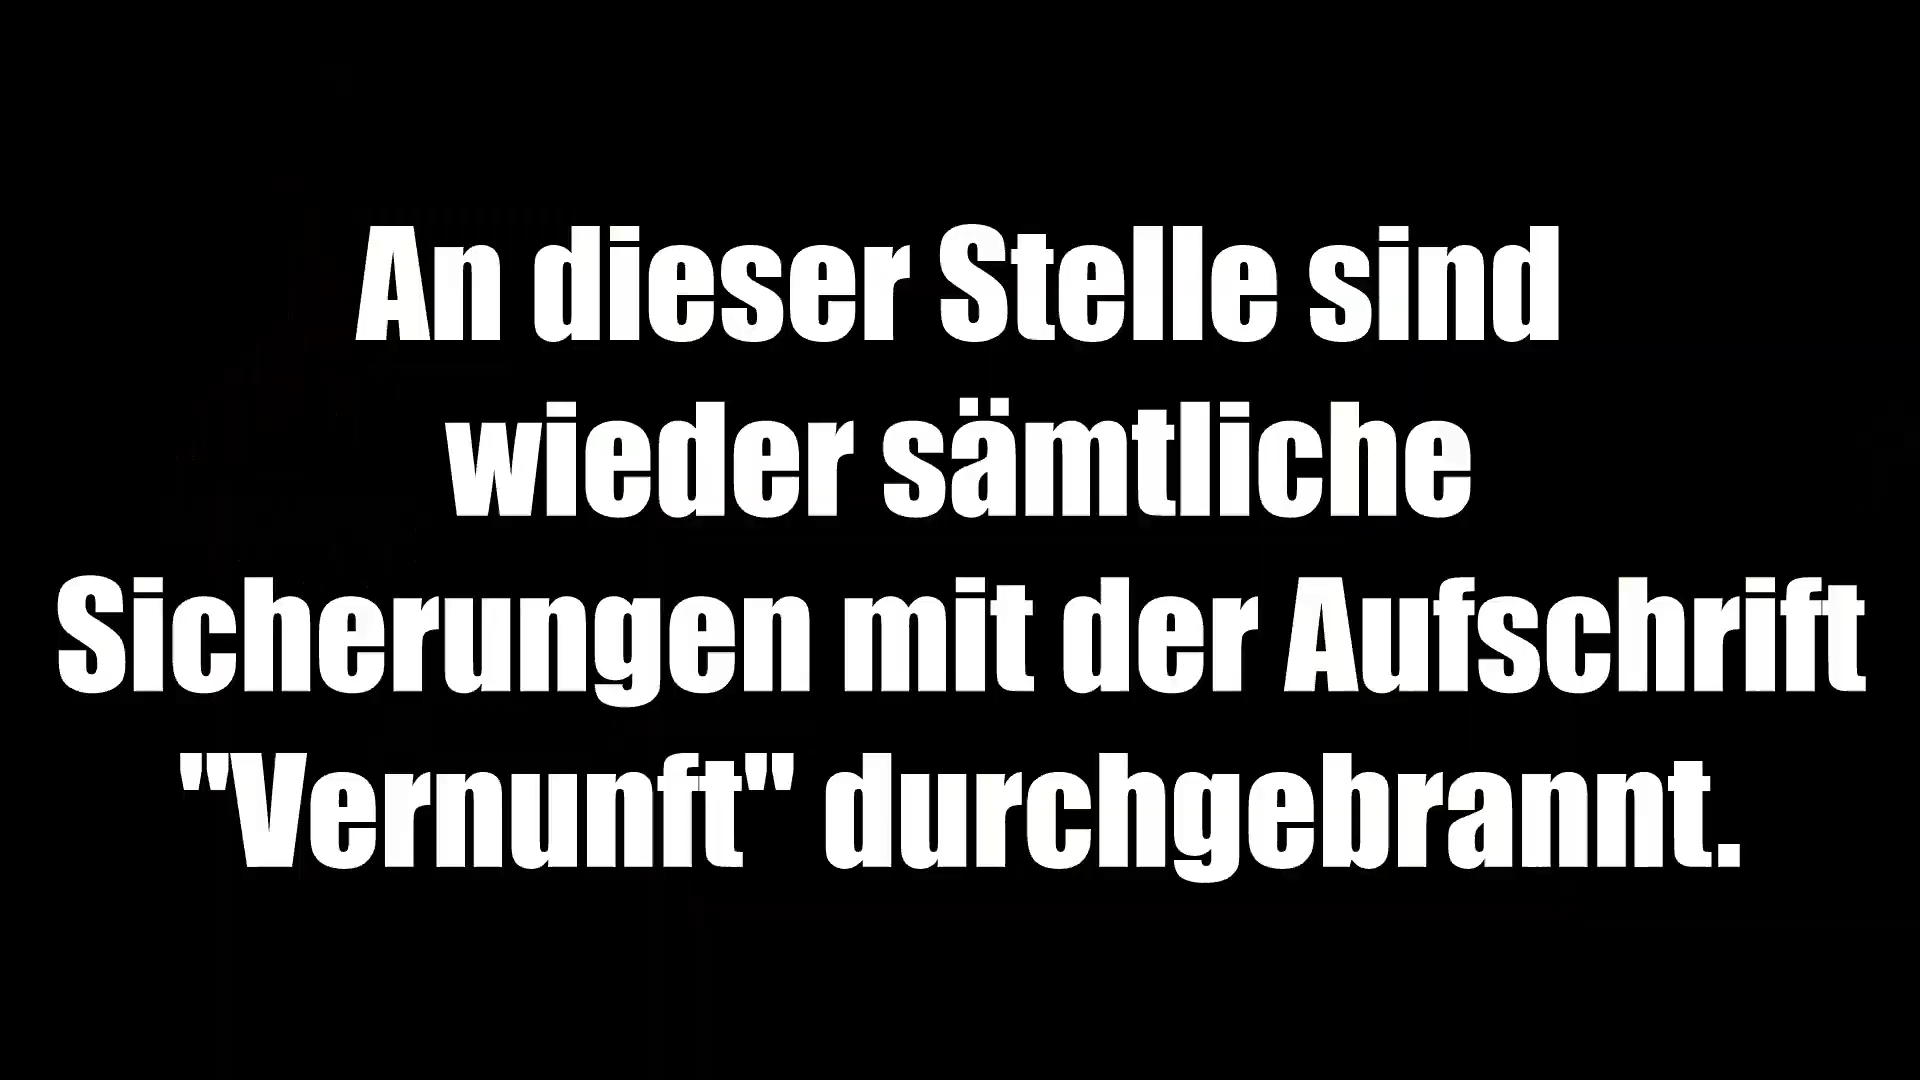 An dieser Stelle sind
wieder sämtliche
Sicherungen mit der Aufschrift
"Vernunft" durchgebrannt.